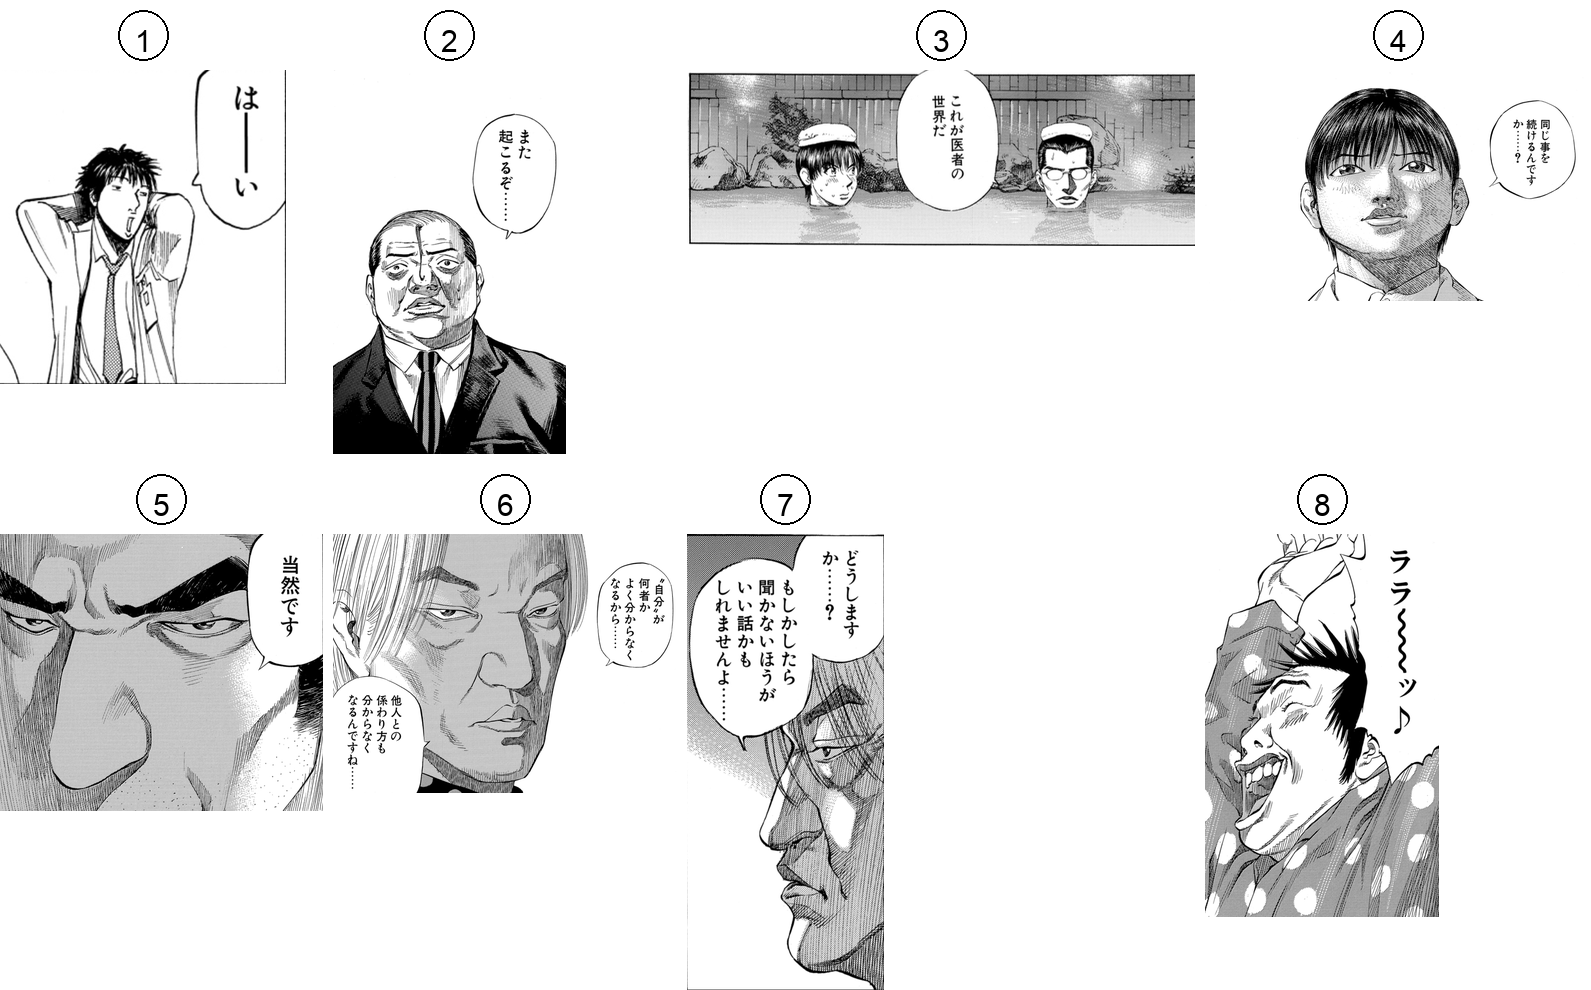 1
は──い
2
また
起こるぞ……
3
これが医者の
世界だ
4
同じ事を
続けるんです
か……？
5
当然です
6
〝自分〟が
何者か
よく分からなく
なるから……
他人との
係わり方も
分からなく
なるんですね……
7
どうします
か……？
もしかしたら
聞かないほうが
いい話かも
しれませんよ……
8
ララ〜〜〜ッ♪